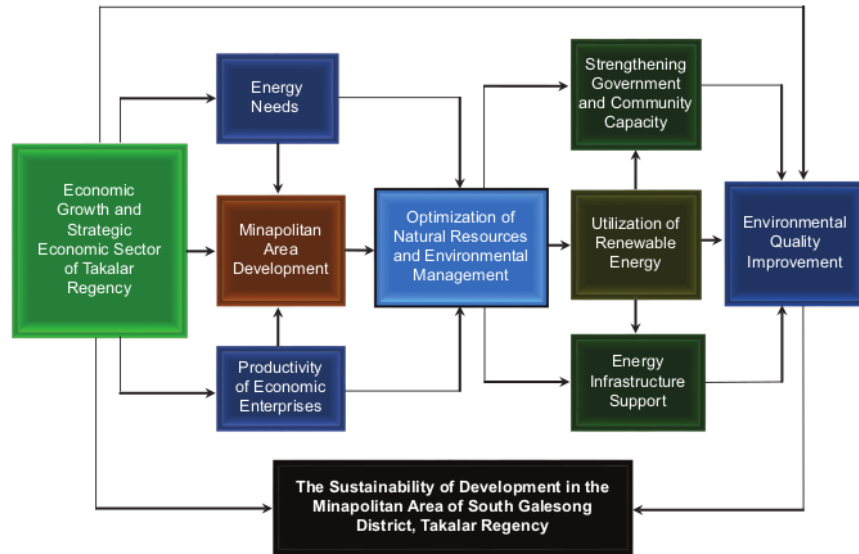 Economic
Growth and
Strategic
Economic Sector
of Takalar
Regency
Energy
Needs
Minapolitan
Area
Development
Productivity
of Economic
Enterprises
Optimization of
Natural Resources
and Environmental
Management
Strengthening
Government
and Community
Capacity
Utilization of
Renewable
Energy
Energy
Infrastructure
Support
Environmental
Quality
Improvement
The Sustainability of Development in the
Minapolitan Area of South Galesong
District, Takalar Regency